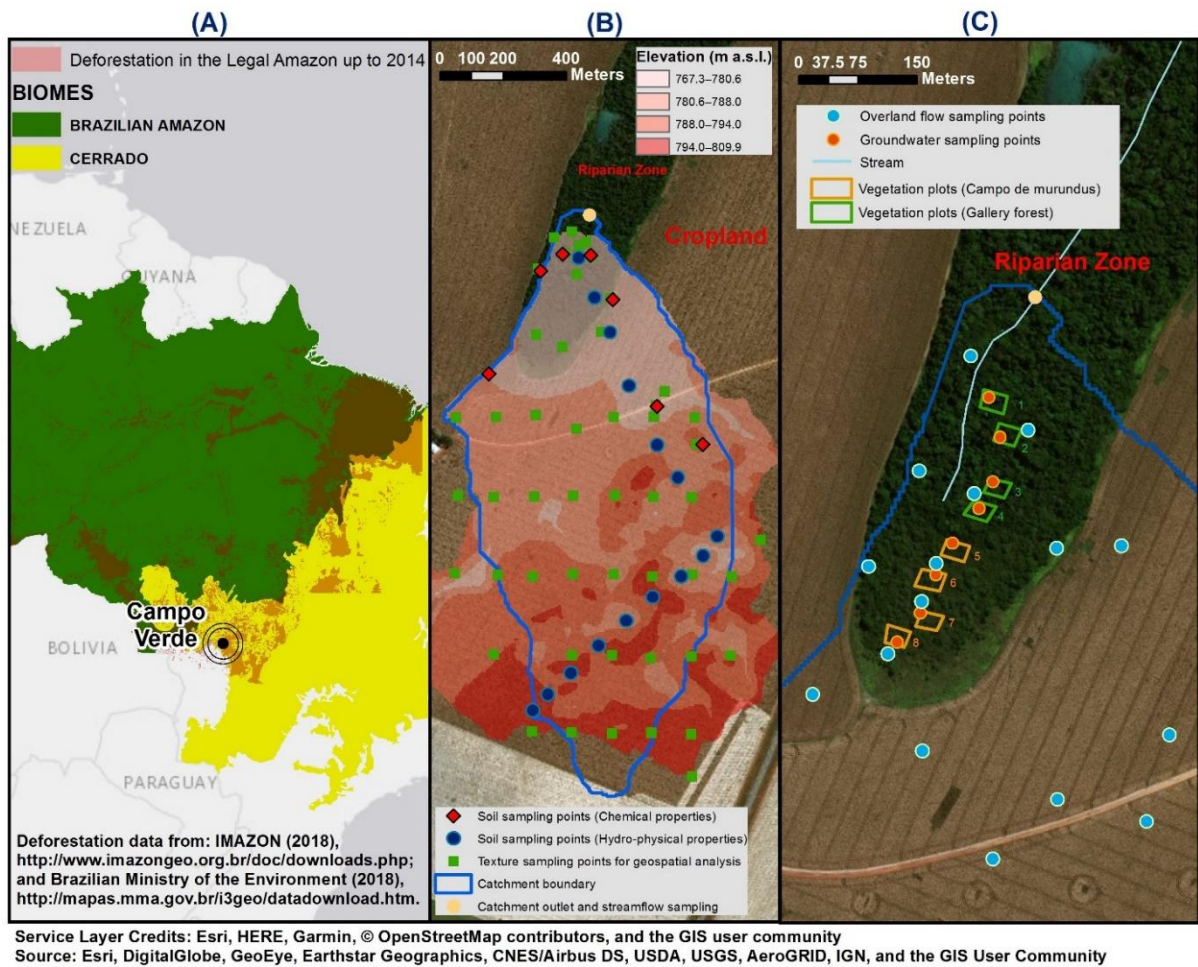 (A)
Deforestation in the Legal Amazon up to 2014
BIOMES
BRAZILIAN AMAZON
CERRADO
NEZUELA
GUYANA
Campo
Verde
BOLIVIA
PARAGUAY
Deforestation data from: IMAZON (2018),
http://www.imazongeo.org.br/doc/downloads.php;
and Brazilian Ministry of the Environment (2018),
http://mapas.mma.gov.br/i3geo/datadownload.htm.
(B)
0 100 200 400
Meters
Elevation (m a.s.l.)
767.3–780.6
780.6–788.0
788.0–794.0
794.0–809.9
Riparian Zone
Cropland
Soil sampling points (Chemical properties)
Soil sampling points (Hydro-physical properties)
Texture sampling points for geospatial analysis
Catchment boundary
Catchment outlet and streamflow sampling
(C)
0 37.5 75 150
Meters
Overland flow sampling points
Groundwater sampling points
Stream
Vegetation plots (Campo de murundus)
Vegetation plots (Gallery forest)
Riparian Zone
1
2
3
4
5
6
7
8
Service Layer Credits: Esri, HERE, Garmin, © OpenStreetMap contributors, and the GIS user community
Source: Esri, DigitalGlobe, GeoEye, Earthstar Geographics, CNES/Airbus DS, USDA, USGS, AeroGRID, IGN, and the GIS User Community